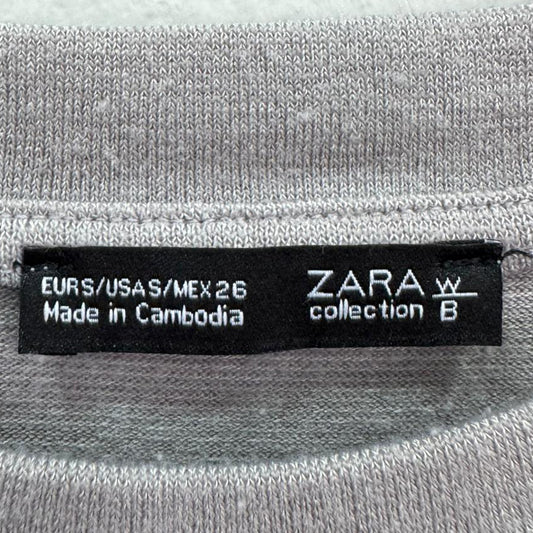 EUR S/USA S/MEX 26
Made in Cambodia
ZARA
collection
W
B